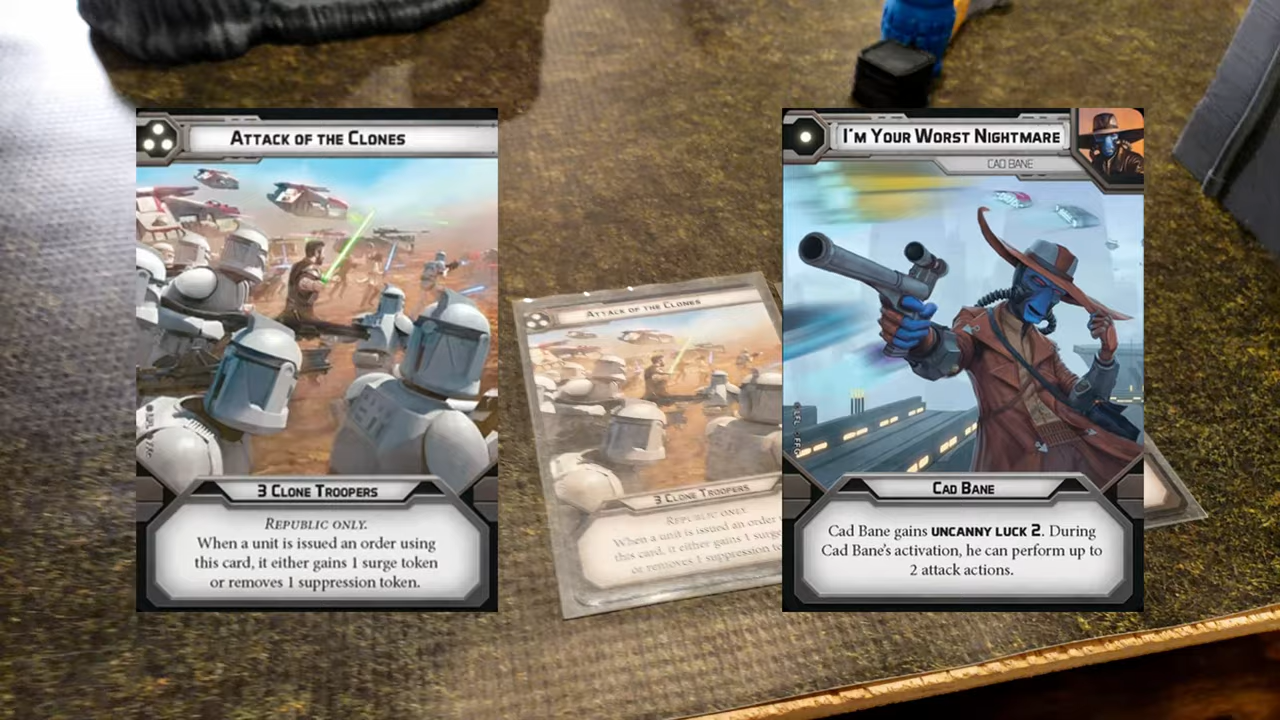 ATTACK OF THE CLONES
3 CLONE TROOPERS
REPUBLIC ONLY.
When a unit is issued an order using
this card, it either gains 1 surge token
or removes 1 suppression token.
ATTACK OF THE CLONES
3 CLONE TROOPERS
REPUBLIC ONLY.
When a unit is issued an order
this card, it either gains 1 surge
or removes 1 suppression to
I'M YOUR WORST NIGHTMARE
CAD BANE
CAD BANE
Cad Bane gains UNCANNY LUCK 2. During
Cad Bane's activation, he can perform up to
2 attack actions.